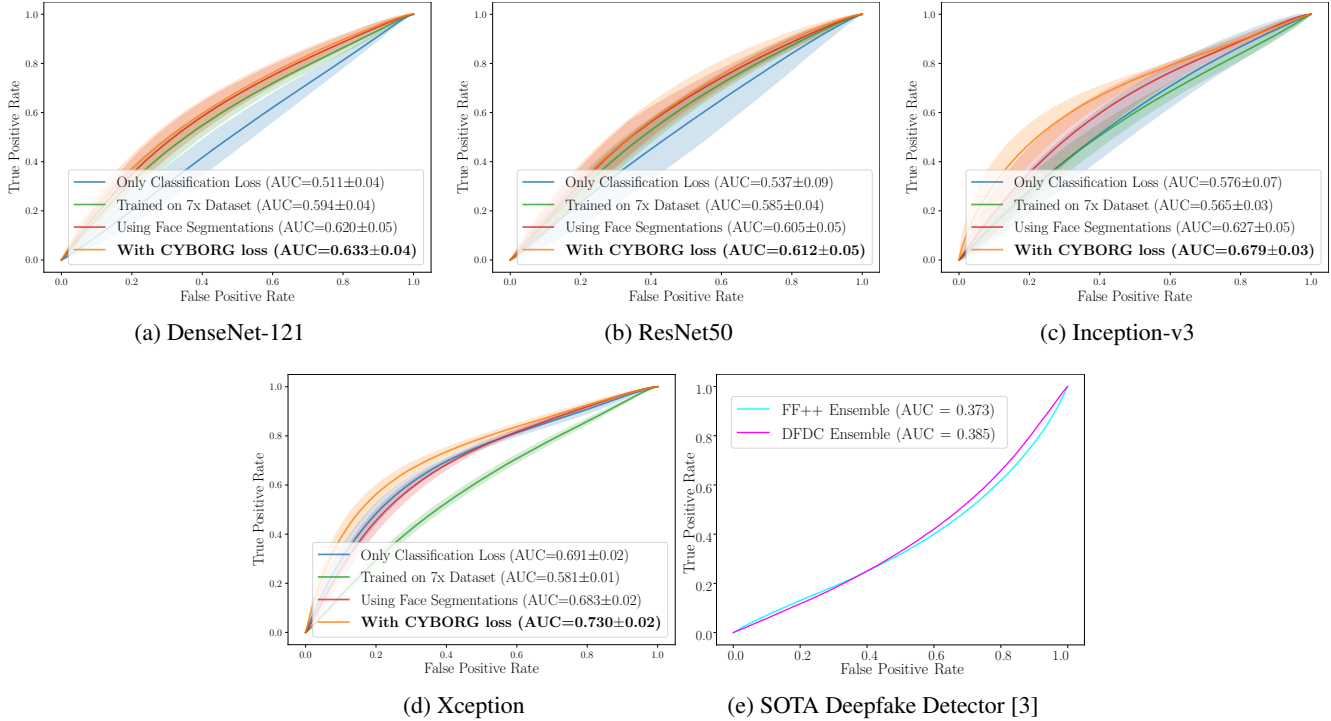 1.0
0.8
0.6
0.4
0.2
0.0
True Positive Rate
Only Classification Loss (AUC=0.511±0.04)
Trained on 7x Dataset (AUC=0.594±0.04)
Using Face Segmentations (AUC=0.620±0.05)
With CYBORG loss (AUC=0.633±0.04)
0.0 0.2 0.4 0.6 0.8 1.0
False Positive Rate
(a) DenseNet-121
1.0
0.8
0.6
0.4
0.2
0.0
True Positive Rate
Only Classification Loss (AUC=0.537±0.09)
Trained on 7x Dataset (AUC=0.585±0.04)
Using Face Segmentations (AUC=0.605±0.05)
With CYBORG loss (AUC=0.612±0.05)
0.0 0.2 0.4 0.6 0.8 1.0
False Positive Rate
(b) ResNet50
1.0
0.8
0.6
0.4
0.2
0.0
True Positive Rate
Only Classification Loss (AUC=0.576±0.07)
Trained on 7x Dataset (AUC=0.565±0.03)
Using Face Segmentations (AUC=0.627±0.05)
With CYBORG loss (AUC=0.679±0.03)
0.0 0.2 0.4 0.6 0.8 1.0
False Positive Rate
(c) Inception-v3
1.0
0.8
0.6
0.4
0.2
0.0
True Positive Rate
Only Classification Loss (AUC=0.691±0.02)
Trained on 7x Dataset (AUC=0.581±0.01)
Using Face Segmentations (AUC=0.683±0.02)
With CYBORG loss (AUC=0.730±0.02)
0.0 0.2 0.4 0.6 0.8 1.0
False Positive Rate
(d) Xception
1.0
0.8
0.6
0.4
0.2
0.0
True Positive Rate
FF++ Ensemble (AUC = 0.373)
DFDC Ensemble (AUC = 0.385)
0.0 0.2 0.4 0.6 0.8 1.0
False Positive Rate
(e) SOTA Deepfake Detector [3]